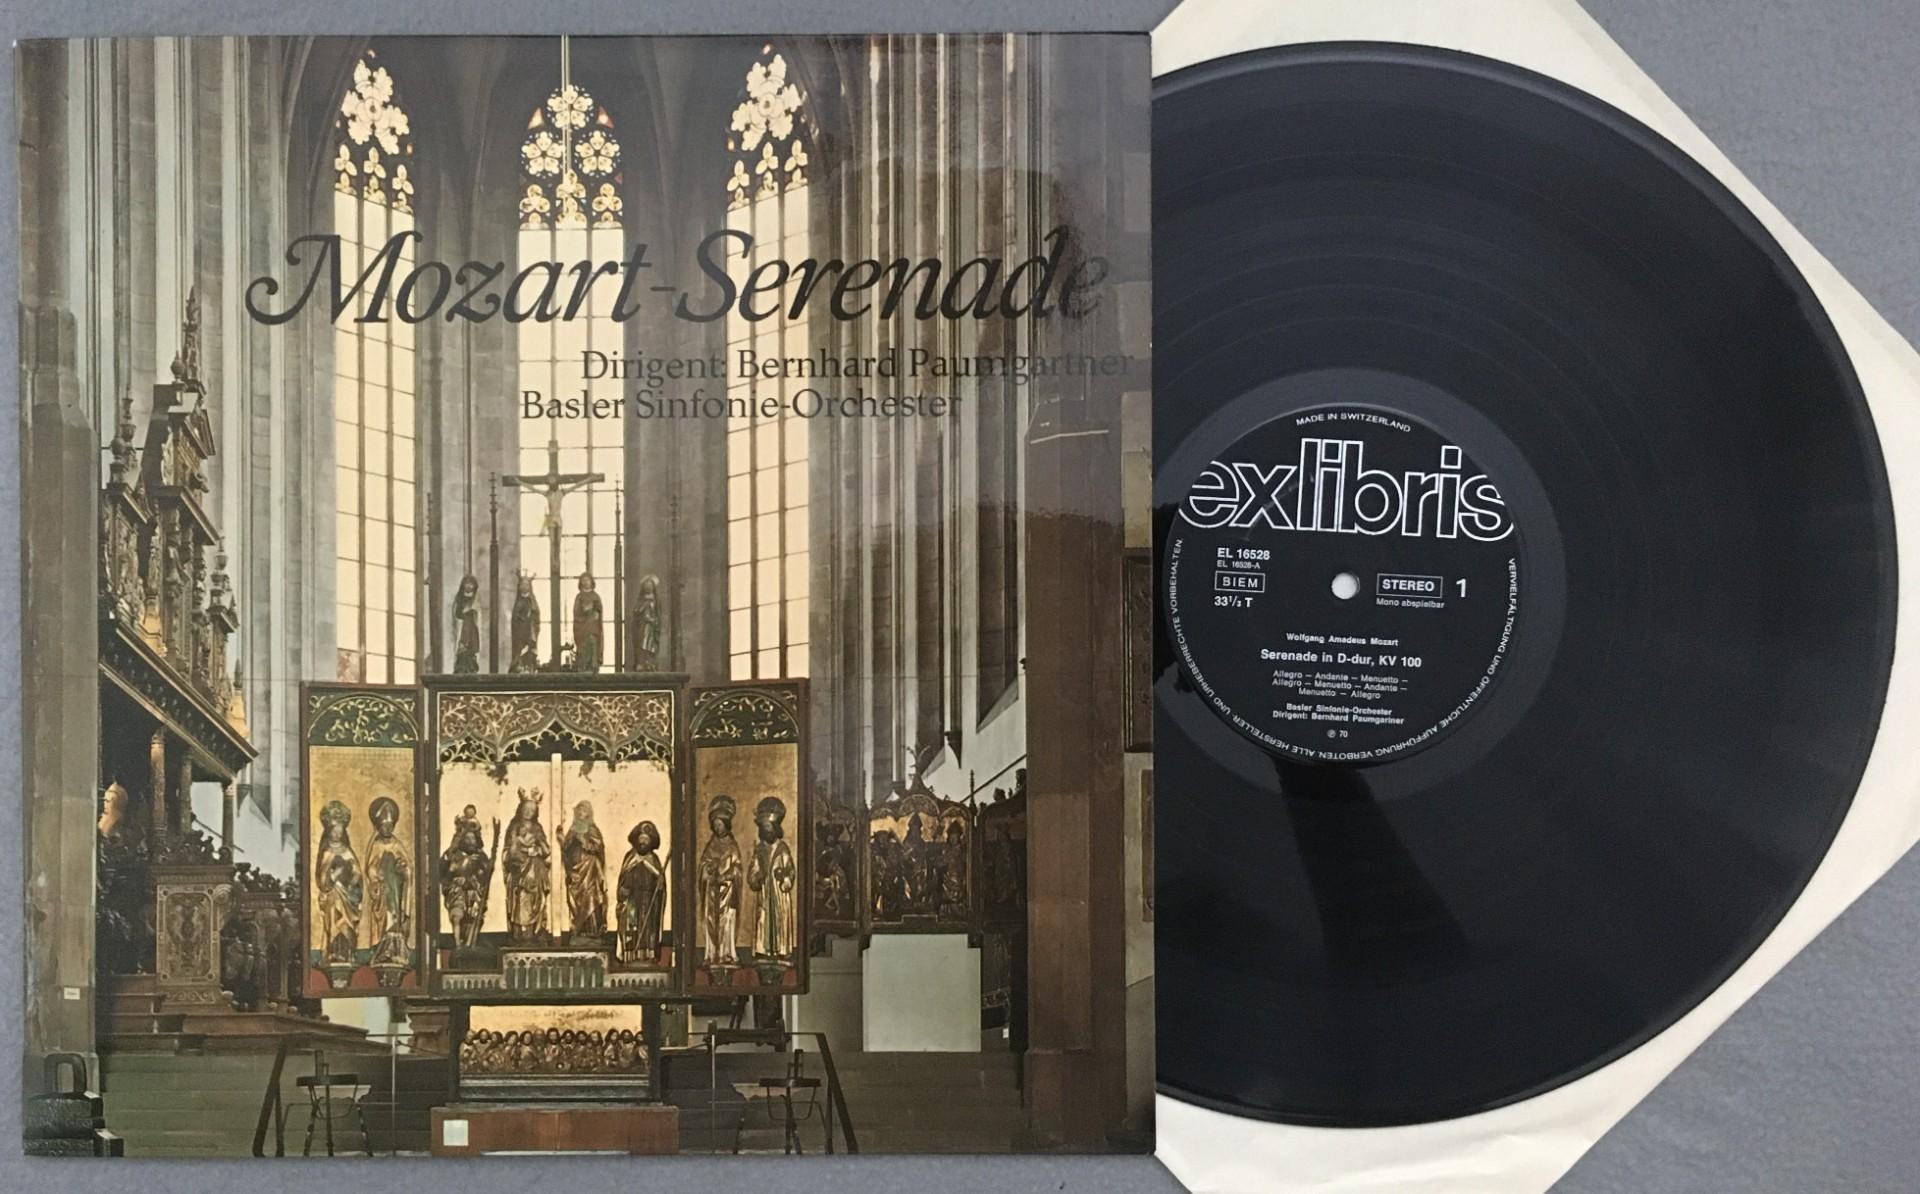 Mozart-Serenade
Dirigent: Bernhard Paumgartner
Basler Sinfonie-Orchester
MADE IN SWITZERLAND
exlibris
EL 16528
EL 16528-A
BIEM
33¹/₃ T
STEREO 1
Mono abspielbar
Wolfgang Amadeus Mozart
Serenade in D-dur, KV 100
Allegro – Andante – Menuetto –
Allegro – Menuetto – Andante –
Menuetto – Allegro
Basler Sinfonie-Orchester
Dirigent: Bernhard Paumgartner
℗ 70
VERVIELFÄLTIGUNG UND ÖFFENTLICHE AUFFÜHRUNG VERBOTEN. ALLE HERSTELLER- UND URHEBERRECHTE VORBEHALTEN.